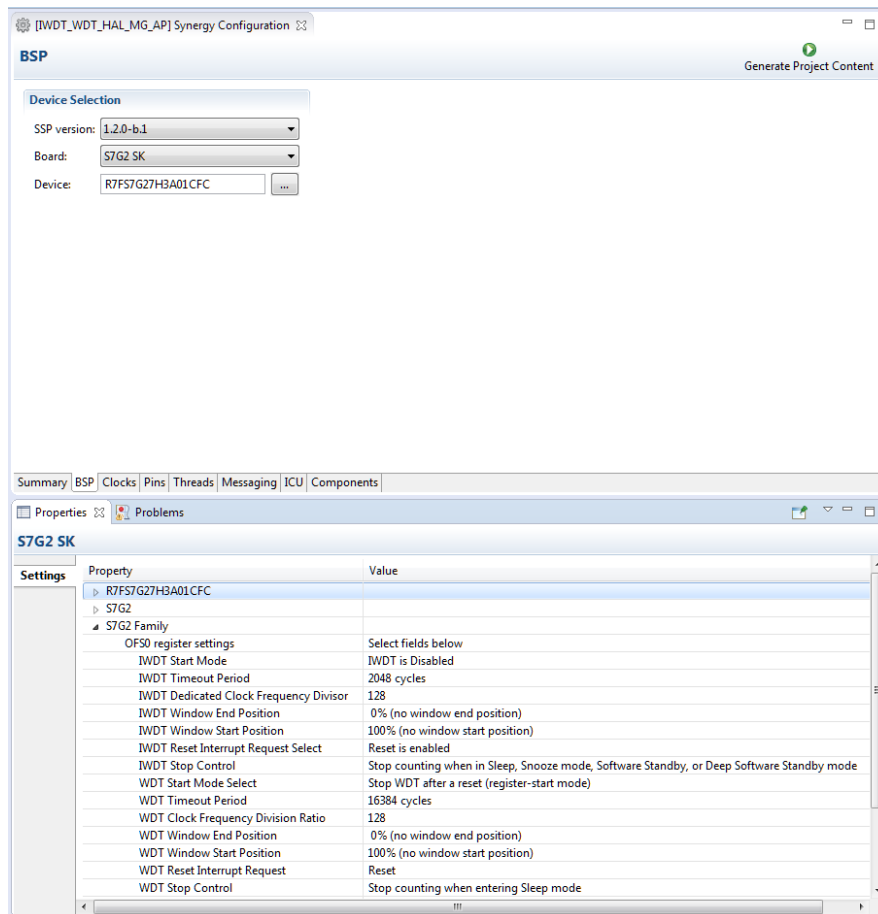 [IWDT_WDT_HAL_MG_AP] Synergy Configuration
BSP
Generate Project Content
Device Selection
SSP version: 1.2.0-b.1
Board: S7G2 SK
Device: R7FS7G27H3A01CFC ...
Summary BSP Clocks Pins Threads Messaging ICU Components
Properties Problems
S7G2 SK
Settings
Property Value
R7FS7G27H3A01CFC
S7G2
S7G2 Family
OFS0 register settings Select fields below
IWDT Start Mode IWDT is Disabled
IWDT Timeout Period 2048 cycles
IWDT Dedicated Clock Frequency Divisor 128
IWDT Window End Position 0% (no window end position)
IWDT Window Start Position 100% (no window start position)
IWDT Reset Interrupt Request Select Reset is enabled
IWDT Stop Control Stop counting when in Sleep, Snooze mode, Software Standby, or Deep Software Standby mode
WDT Start Mode Select Stop WDT after a reset (register-start mode)
WDT Timeout Period 16384 cycles
WDT Clock Frequency Division Ratio 128
WDT Window End Position 0% (no window end position)
WDT Window Start Position 100% (no window start position)
WDT Reset Interrupt Request Reset
WDT Stop Control Stop counting when entering Sleep mode